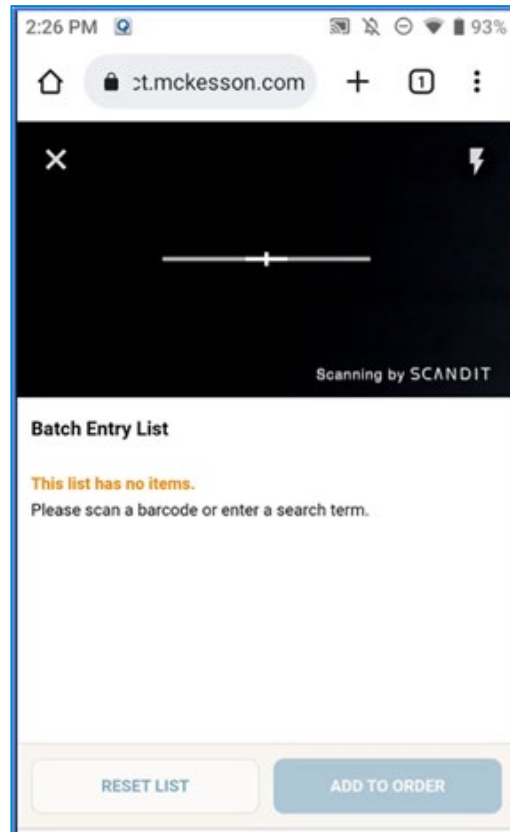 2:26 PM 93%
ct.mckesson.com 1
Scanning by SCANDIT
Batch Entry List
This list has no items.
Please scan a barcode or enter a search term.
RESET LIST ADD TO ORDER